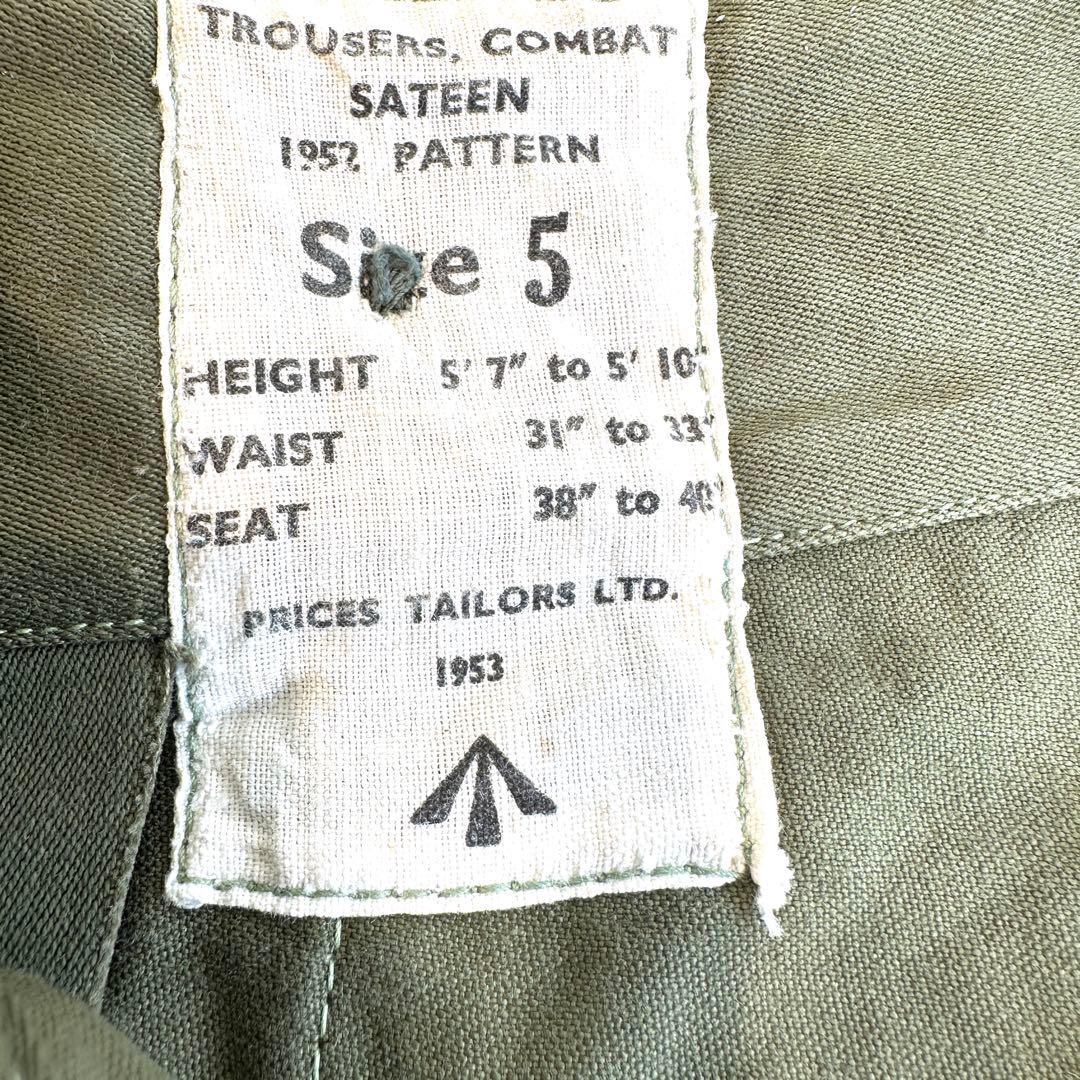 TROUSERS, COMBAT
SATEEN
1952 PATTERN
Size 5
HEIGHT 5' 7" to 5' 10"
WAIST 31" to 33"
SEAT 38" to 40"
PRICES TAILORS LTD.
1953